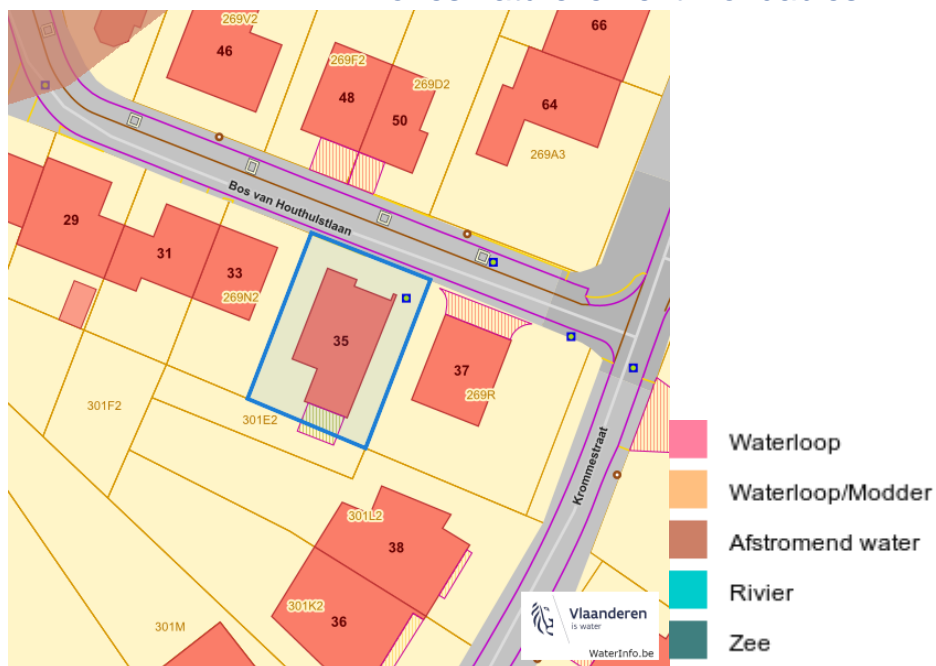 269V2
46
269F2
48
269D2
50
66
64
269A3
Bos van Houthulstlaan
29
31
33
269N2
35
37
269R
301F2
301E2
Krommestraat
301L2
38
301K2
36
301M
Vlaanderen
is water
WaterInfo.be
Waterloop
Waterloop/Modder
Afstromend water
Rivier
Zee